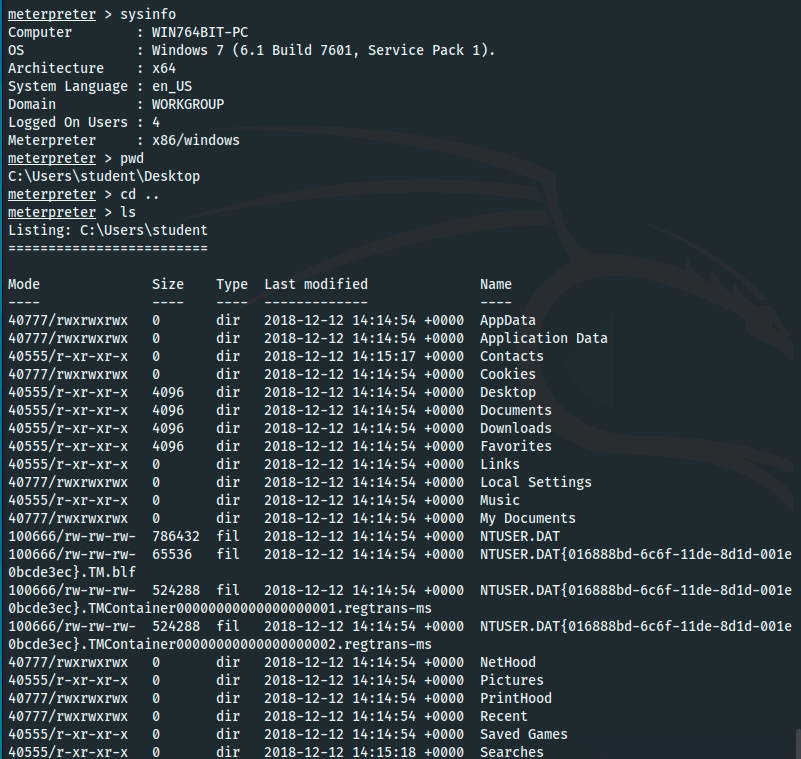 meterpreter > sysinfo
Computer        : WIN764BIT-PC
OS              : Windows 7 (6.1 Build 7601, Service Pack 1).
Architecture    : x64
System Language : en_US
Domain          : WORKGROUP
Logged On Users : 4
Meterpreter     : x86/windows
meterpreter > pwd
C:\Users\student\Desktop
meterpreter > cd ..
meterpreter > ls
Listing: C:\Users\student
=========================
Mode              Size    Type  Last modified              Name
----              ----    ----  -------------              ----
40777/rwxrwxrwx   0       dir   2018-12-12 14:14:54 +0000  AppData
40777/rwxrwxrwx   0       dir   2018-12-12 14:14:54 +0000  Application Data
40555/r-xr-xr-x   0       dir   2018-12-12 14:15:17 +0000  Contacts
40777/rwxrwxrwx   0       dir   2018-12-12 14:14:54 +0000  Cookies
40555/r-xr-xr-x   4096    dir   2018-12-12 14:14:54 +0000  Desktop
40555/r-xr-xr-x   4096    dir   2018-12-12 14:14:54 +0000  Documents
40555/r-xr-xr-x   4096    dir   2018-12-12 14:14:54 +0000  Downloads
40555/r-xr-xr-x   4096    dir   2018-12-12 14:14:54 +0000  Favorites
40555/r-xr-xr-x   0       dir   2018-12-12 14:14:54 +0000  Links
40777/rwxrwxrwx   0       dir   2018-12-12 14:14:54 +0000  Local Settings
40555/r-xr-xr-x   0       dir   2018-12-12 14:14:54 +0000  Music
40777/rwxrwxrwx   0       dir   2018-12-12 14:14:54 +0000  My Documents
100666/rw-rw-rw-  786432  fil   2018-12-12 14:14:54 +0000  NTUSER.DAT
100666/rw-rw-rw-  65536   fil   2018-12-12 14:14:54 +0000  NTUSER.DAT{016888bd-6c6f-11de-8d1d-001e
0bcde3ec}.TM.blf
100666/rw-rw-rw-  524288  fil   2018-12-12 14:14:54 +0000  NTUSER.DAT{016888bd-6c6f-11de-8d1d-001e
0bcde3ec}.TMContainer00000000000000000001.regtrans-ms
100666/rw-rw-rw-  524288  fil   2018-12-12 14:14:54 +0000  NTUSER.DAT{016888bd-6c6f-11de-8d1d-001e
0bcde3ec}.TMContainer00000000000000000002.regtrans-ms
40777/rwxrwxrwx   0       dir   2018-12-12 14:14:54 +0000  NetHood
40555/r-xr-xr-x   0       dir   2018-12-12 14:14:54 +0000  Pictures
40777/rwxrwxrwx   0       dir   2018-12-12 14:14:54 +0000  PrintHood
40777/rwxrwxrwx   0       dir   2018-12-12 14:14:54 +0000  Recent
40555/r-xr-xr-x   0       dir   2018-12-12 14:14:54 +0000  Saved Games
40555/r-xr-xr-x   0       dir   2018-12-12 14:15:18 +0000  Searches